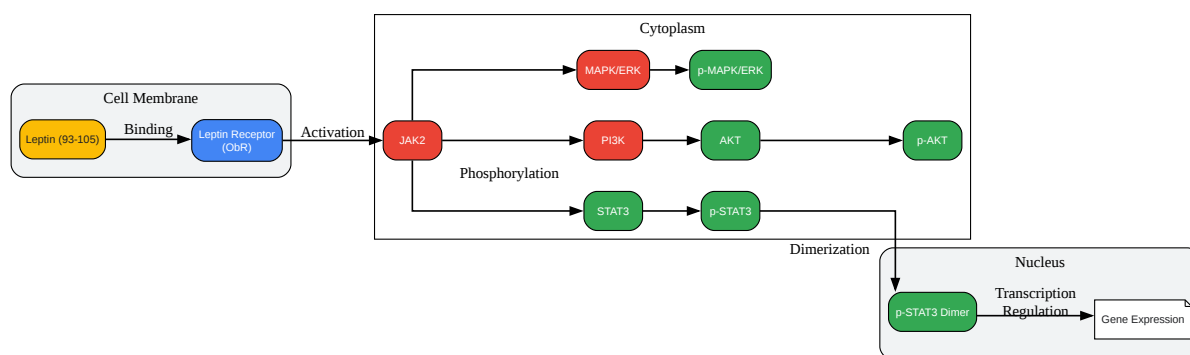 Cytoplasm
MAPK/ERK
p-MAPK/ERK
Cell Membrane
Leptin (93-105)
Binding
Leptin Receptor
(ObR)
Activation
JAK2
PI3K
AKT
p-AKT
Phosphorylation
STAT3
p-STAT3
Dimerization
Nucleus
p-STAT3 Dimer
Transcription
Regulation
Gene Expression